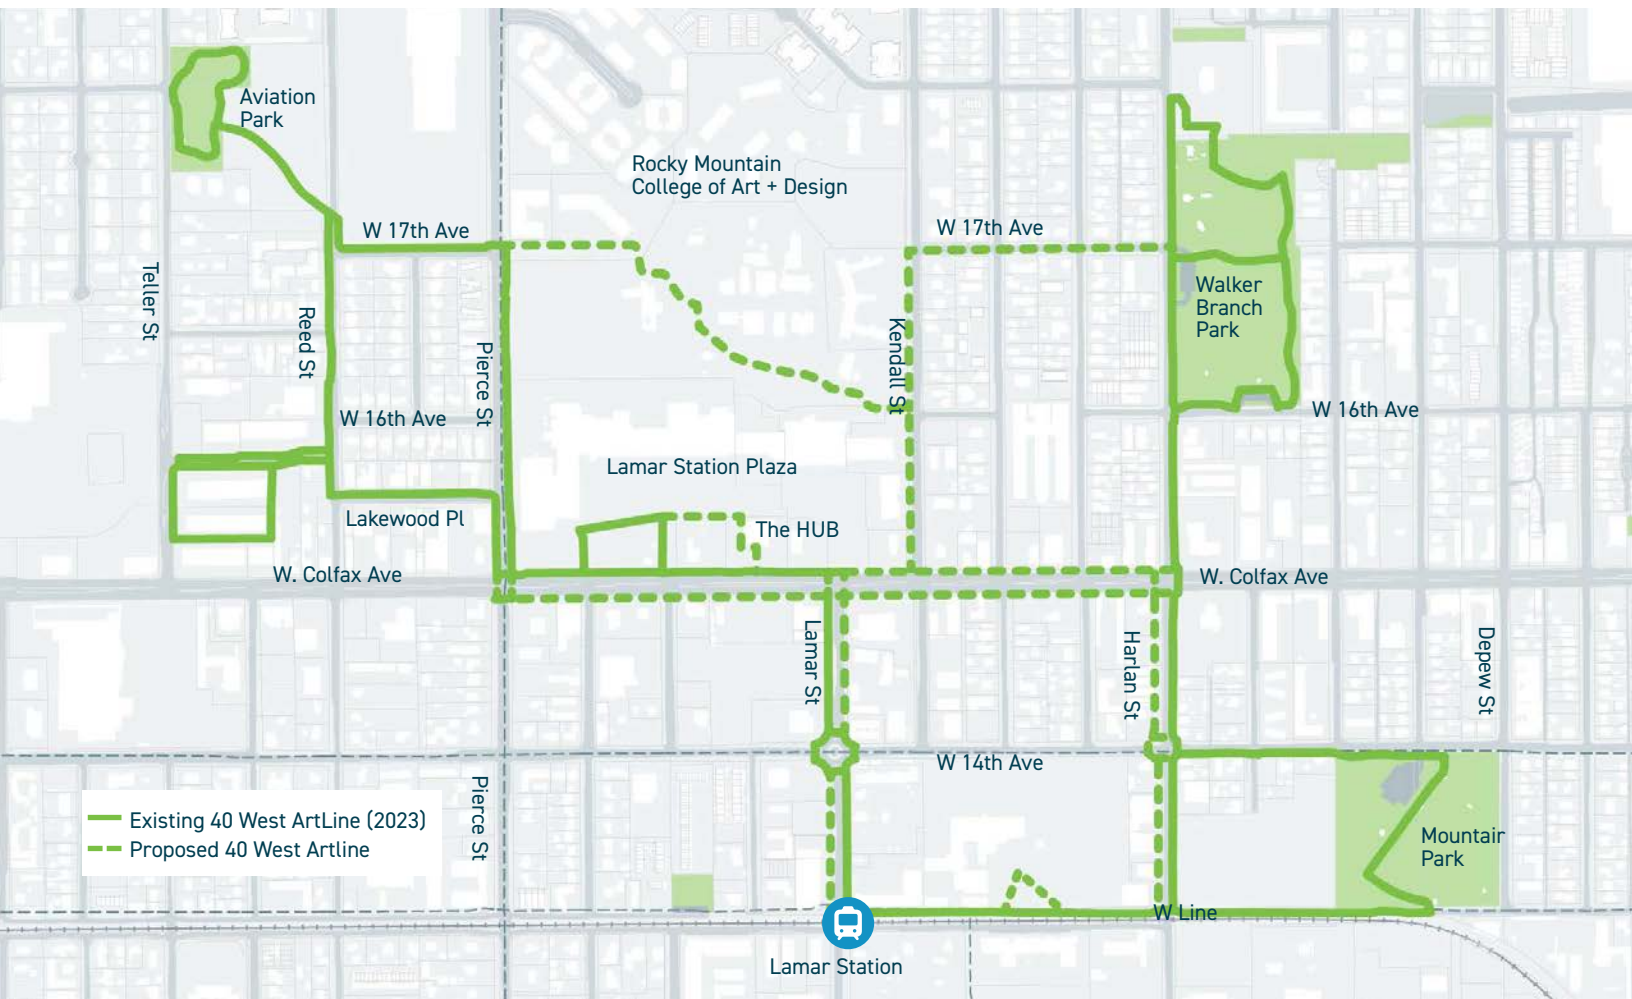 Aviation
Park
Rocky Mountain
College of Art + Design
W 17th Ave
W 17th Ave
Teller St
Reed St
Pierce St
Kendall St
Walker
Branch
Park
W 16th Ave
W 16th Ave
Lamar Station Plaza
Lakewood Pl
The HUB
W. Colfax Ave
W. Colfax Ave
Lamar St
Harlan St
Depew St
W 14th Ave
Pierce St
Existing 40 West ArtLine (2023)
Proposed 40 West Artline
Mountair
Park
W Line
Lamar Station